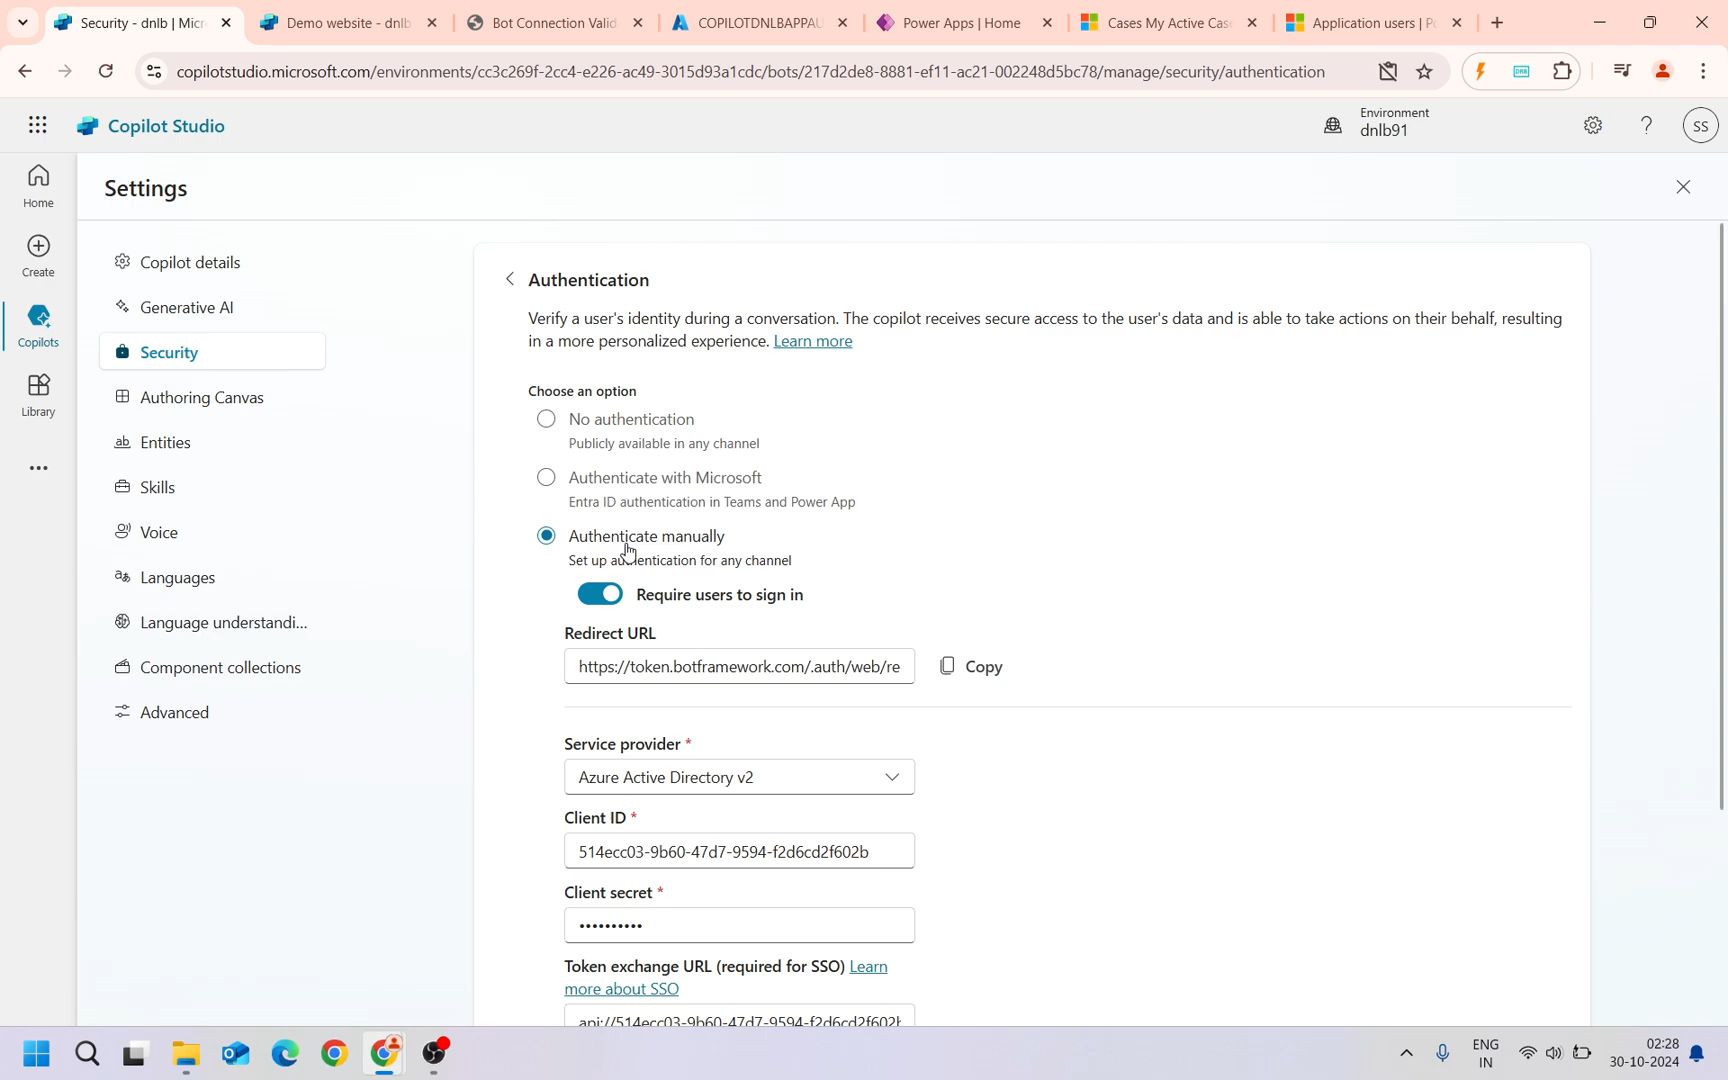 Security - dnlb | Micr
Demo website - dnlb
Bot Connection Valid
COPILOTDNLBAPPAU
Power Apps | Home
Cases My Active Cas
Application users | P
copilotstudio.microsoft.com/environments/cc3c269f-2cc4-e226-ac49-3015d93a1cdc/bots/217d2de8-8881-ef11-ac21-002248d5bc78/manage/security/authentication
Copilot Studio
Environment
dnlb91
SS
Home
Create
Copilots
Library
Settings
Copilot details
Generative AI
Security
Authoring Canvas
Entities
Skills
Voice
Languages
Language understandi...
Component collections
Advanced
Authentication
Verify a user's identity during a conversation. The copilot receives secure access to the user's data and is able to take actions on their behalf, resulting
in a more personalized experience. Learn more
Choose an option
No authentication
Publicly available in any channel
Authenticate with Microsoft
Entra ID authentication in Teams and Power App
Authenticate manually
Set up authentication for any channel
Require users to sign in
Redirect URL
https://token.botframework.com/.auth/web/re
Copy
Service provider *
Azure Active Directory v2
Client ID *
514ecc03-9b60-47d7-9594-f2d6cd2f602b
Client secret *
••••••••••
Token exchange URL (required for SSO) Learn
more about SSO
api://514ecc03-9b60-47d7-9594-f2d6cd2f602b
ENG
IN
02:28
30-10-2024